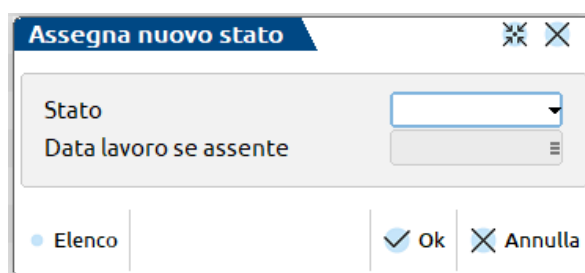 Assegna nuovo stato
Stato
Data lavoro se assente
Elenco
Ok
Annulla